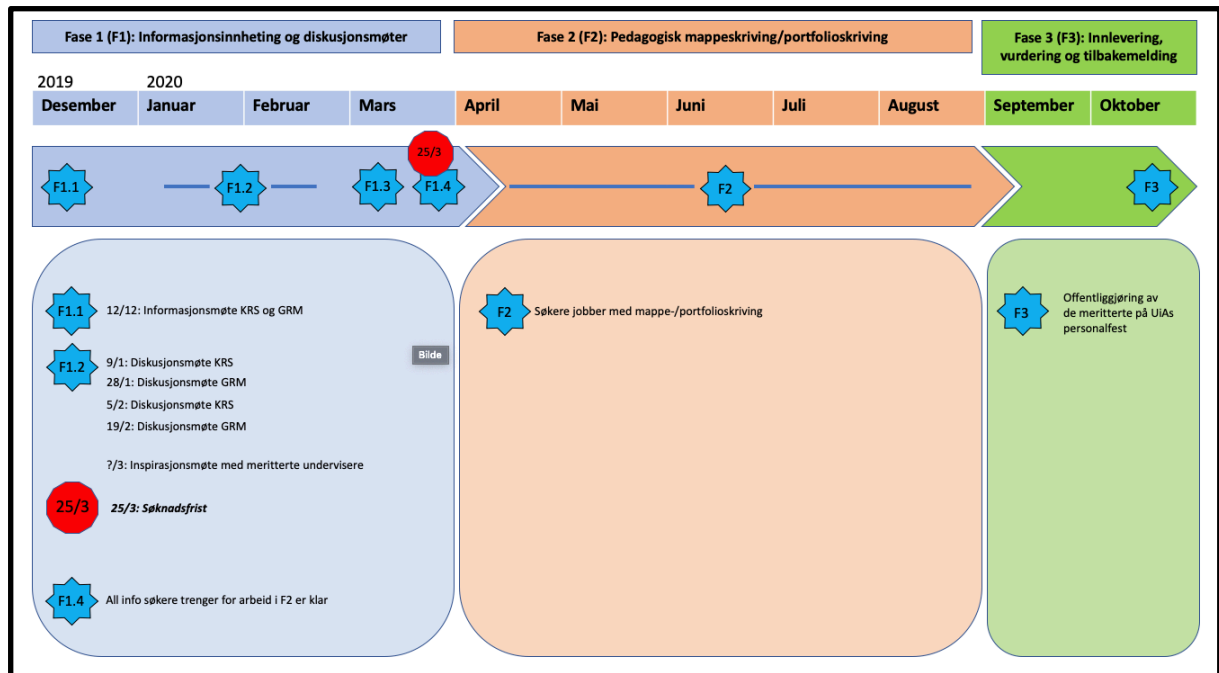 Fase 1 (F1): Informasjonsinnheting og diskusjonsmøter
Fase 2 (F2): Pedagogisk mappeskriving/portfolioskriving
Fase 3 (F3): Innlevering,
vurdering og tilbakemelding
2019
2020
Desember
Januar
Februar
Mars
April
Mai
Juni
Juli
August
September
Oktober
25/3
F1.1
F1.2
F1.3
F1.4
F2
F3
F1.1
12/12: Informasjonsmøte KRS og GRM
F1.2
9/1: Diskusjonsmøte KRS
28/1: Diskusjonsmøte GRM
5/2: Diskusjonsmøte KRS
19/2: Diskusjonsmøte GRM
?/3: Inspirasjonsmøte med meritterte undervisere
25/3
25/3: Søknadsfrist
F1.4
All info søkere trenger for arbeid i F2 er klar
Bilde
F2
Søkere jobber med mappe-/portfolioskriving
F3
Offentliggjøring av
de meritterte på UiAs
personalfest